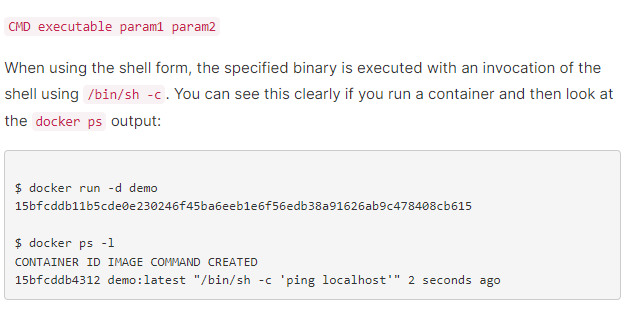 CMD executable param1 param2
When using the shell form, the specified binary is executed with an invocation of the
shell using /bin/sh -c. You can see this clearly if you run a container and then look at
the docker ps output:
$ docker run -d demo
15bfcddb11b5cde0e230246f45ba6eeb1e6f56edb38a91626ab9c478408cb615
$ docker ps -l
CONTAINER ID IMAGE COMMAND CREATED
15bfcddb4312 demo:latest "/bin/sh -c 'ping localhost'" 2 seconds ago